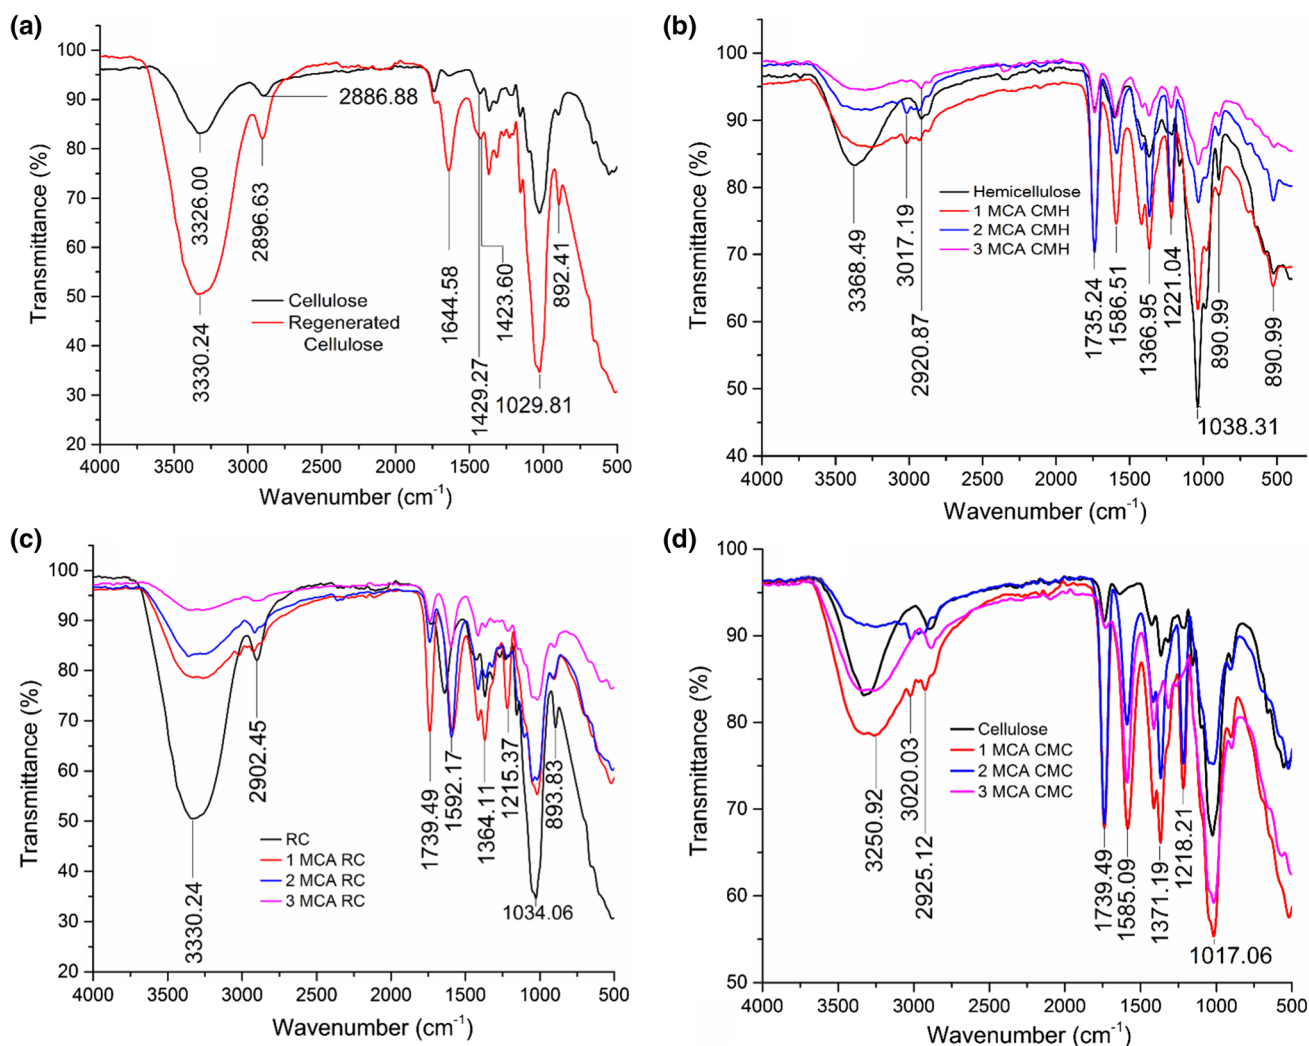 (a)
100
90
80
70
60
50
40
30
20
Transmittance (%)
3326.00
3330.24
2896.63
2886.88
1644.58
1429.27
1423.60
1029.81
892.41
Cellulose
Regenerated
Cellulose
4000 3500 3000 2500 2000 1500 1000 500
Wavenumber (cm⁻¹)
(b)
100
90
80
70
60
50
40
Transmittance (%)
3368.49
3017.19
2920.87
1735.24
1586.51
1366.95
1221.04
890.99
890.99
1038.31
Hemicellulose
1 MCA CMH
2 MCA CMH
3 MCA CMH
4000 3500 3000 2500 2000 1500 1000 500
Wavenumber (cm⁻¹)
(c)
100
90
80
70
60
50
40
30
20
Transmittance (%)
3330.24
2902.45
1739.49
1592.17
1364.11
1215.37
893.83
1034.06
RC
1 MCA RC
2 MCA RC
3 MCA RC
4000 3500 3000 2500 2000 1500 1000 500
Wavenumber (cm⁻¹)
(d)
100
90
80
70
60
50
Transmittance (%)
3250.92
3020.03
2925.12
1739.49
1585.09
1371.19
1218.21
1017.06
Cellulose
1 MCA CMC
2 MCA CMC
3 MCA CMC
4000 3500 3000 2500 2000 1500 1000 500
Wavenumber (cm⁻¹)